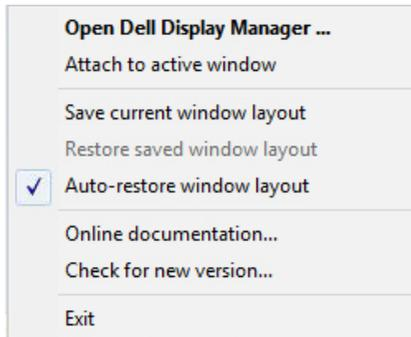 Open Dell Display Manager ...
Attach to active window
Save current window layout
Restore saved window layout
Auto-restore window layout
Online documentation...
Check for new version...
Exit